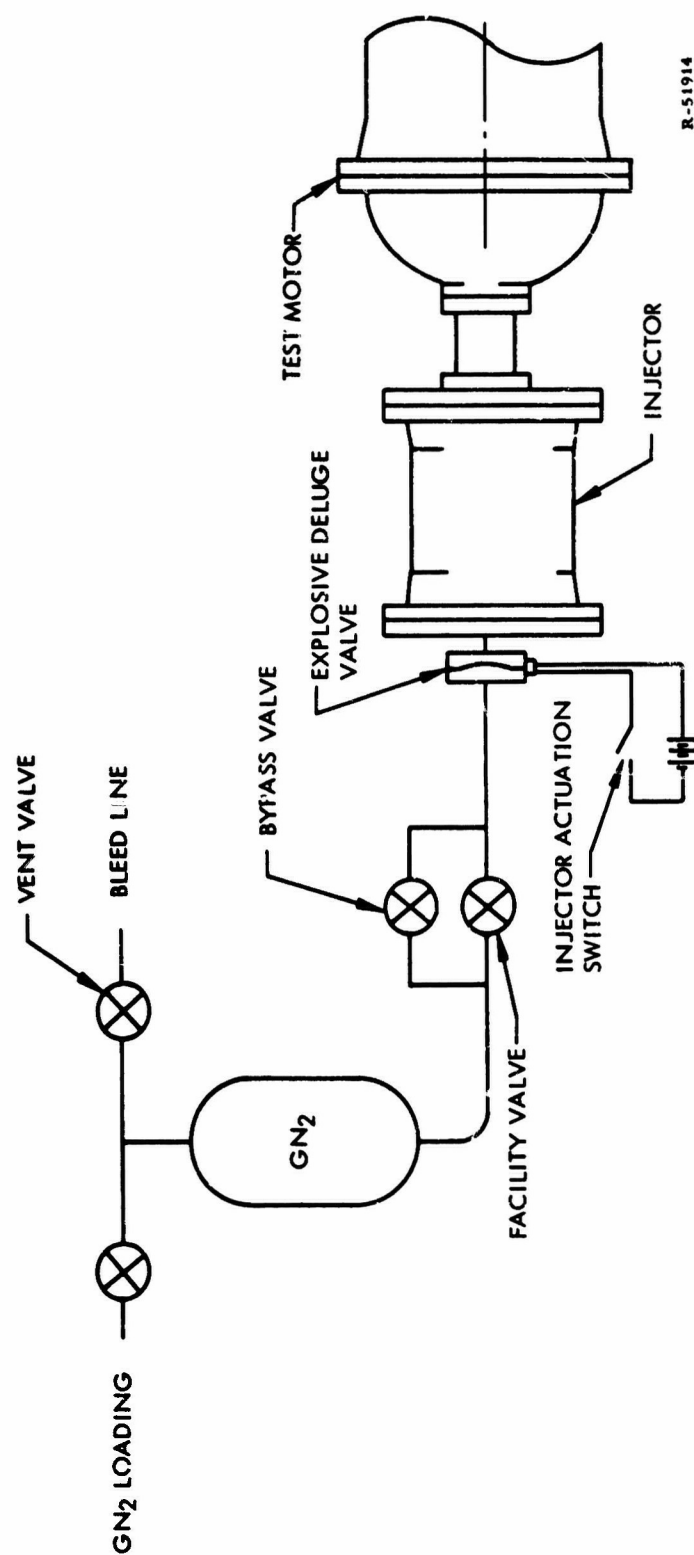 GN2 LOADING
VENT VALVE
BLEED LINE
GN2
FACILITY VALVE
BYPASS VALVE
EXPLOSIVE DELUGE
VALVE
INJECTOR ACTUATION
SWITCH
INJECTOR
TEST MOTOR
R-51914